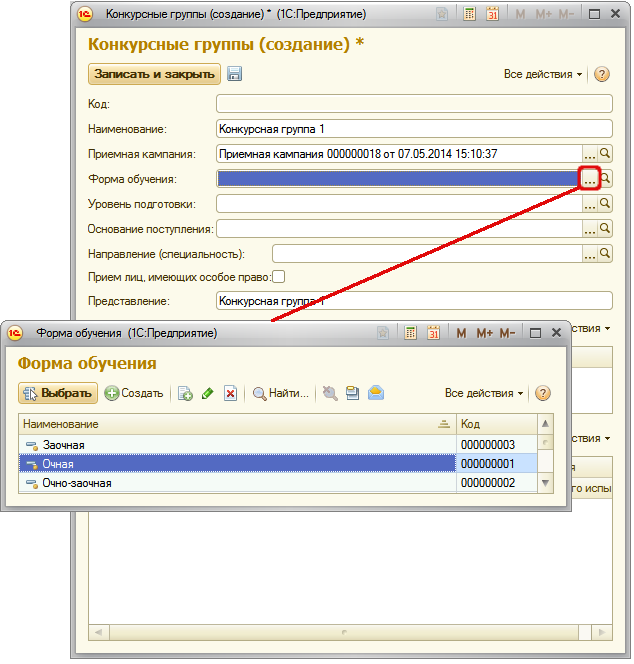 Конкурсные группы (создание) * (1С:Предприятие)
M M+ M-
Конкурсные группы (создание) *
Записать и закрыть
Все действия
?
Код:
Наименование: Конкурсная группа 1
Приемная кампания: Приемная кампания 000000018 от 07.05.2014 15:10:37 ...
Форма обучения: ...
Уровень подготовки: ...
Основание поступления: ...
Направление (специальность): ...
Прием лиц, имеющих особое право:
Представление: Конкурсная группа 1
Форма обучения (1С:Предприятие)
31 M M+ M-
Форма обучения
Выбрать Создать Найти... Все действия ?
Наименование Код
Заочная 000000003
Очная 000000001
Очно-заочная 000000002